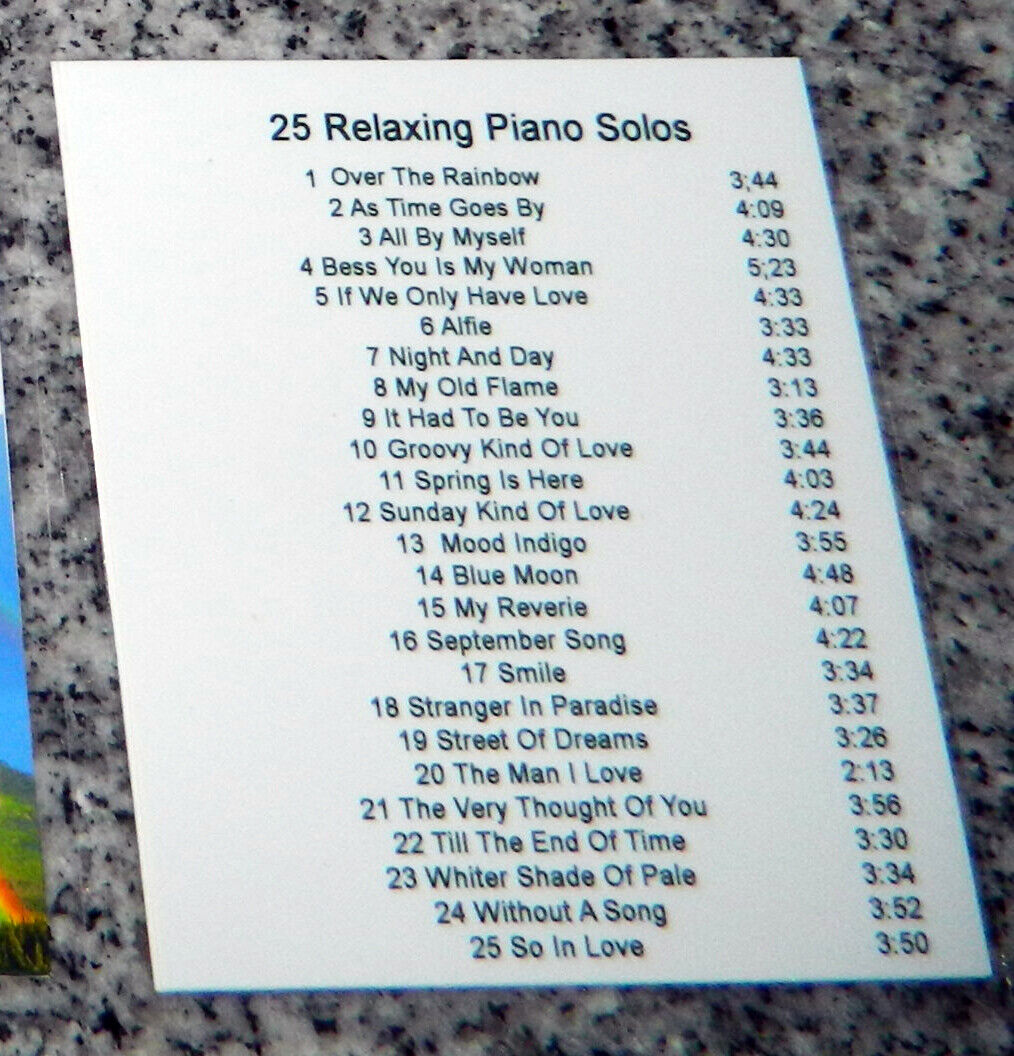 25 Relaxing Piano Solos
1 Over The Rainbow 3;44
2 As Time Goes By 4:09
3 All By Myself 4:30
4 Bess You Is My Woman 5;23
5 If We Only Have Love 4:33
6 Alfie 3:33
7 Night And Day 4:33
8 My Old Flame 3:13
9 It Had To Be You 3:36
10 Groovy Kind Of Love 3:44
11 Spring Is Here 4:03
12 Sunday Kind Of Love 4:24
13 Mood Indigo 3:55
14 Blue Moon 4:48
15 My Reverie 4:07
16 September Song 4:22
17 Smile 3:34
18 Stranger In Paradise 3:37
19 Street Of Dreams 3:26
20 The Man I Love 2:13
21 The Very Thought Of You 3:56
22 Till The End Of Time 3:30
23 Whiter Shade Of Pale 3:34
24 Without A Song 3:52
25 So In Love 3:50